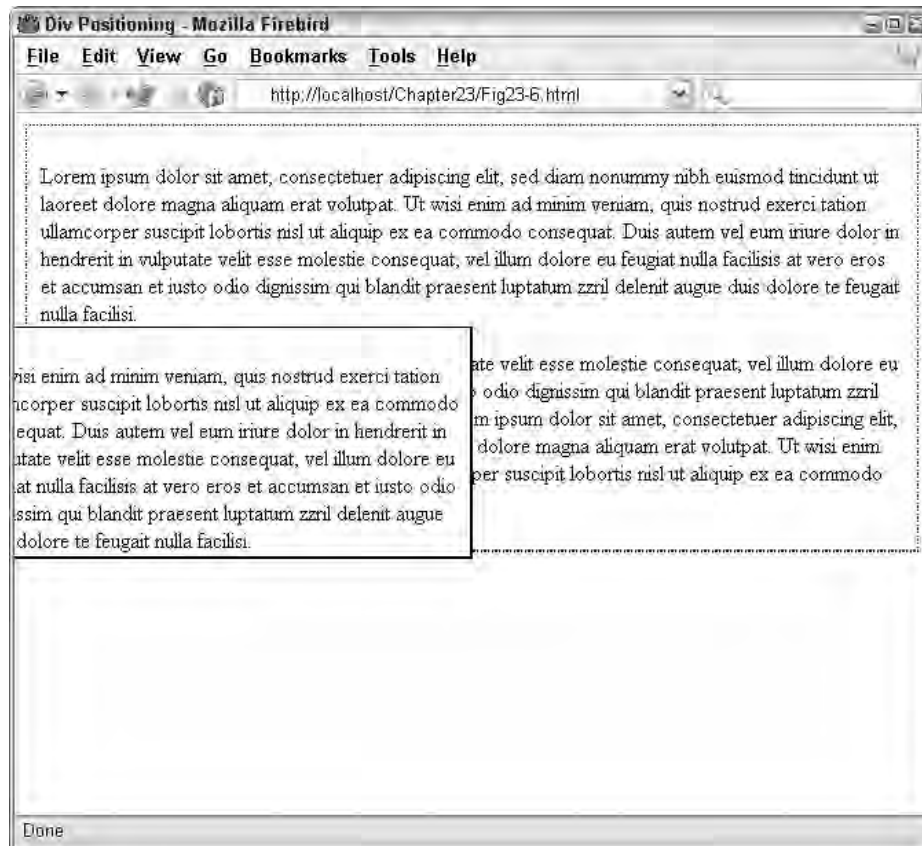 Div Positioning - Mozilla Firebird
File Edit View Go Bookmarks Tools Help
http://localhost/Chapter23/Fig23-6.html
Lorem ipsum dolor sit amet, consectetuer adipiscing elit, sed diam nonummy nibh euismod tincidunt ut
laoreet dolore magna aliquam erat volutpat. Ut wisi enim ad minim veniam, quis nostrud exerci tation
ullamcorper suscipit lobortis nisl ut aliquip ex ea commodo consequat. Duis autem vel eum iriure dolor in
hendrerit in vulputate velit esse molestie consequat, vel illum dolore eu feugiat nulla facilisis at vero eros
et accumsan et iusto odio dignissim qui blandit praesent luptatum zzril delenit augue duis dolore te feugait
nulla facilisi.
isi enim ad minim veniam, quis nostrud exerci tation
corper suscipit lobortis nisl ut aliquip ex ea commodo
equat. Duis autem vel eum iriure dolor in hendrerit in
utate velit esse molestie consequat, vel illum dolore eu
at nulla facilisis at vero eros et accumsan et iusto odio
ssim qui blandit praesent luptatum zzril delenit augue
dolore te feugait nulla facilisi.
ate velit esse molestie consequat, vel illum dolore eu
odio dignissim qui blandit praesent luptatum zzril
m ipsum dolor sit amet, consectetuer adipiscing elit,
dolore magna aliquam erat volutpat. Ut wisi enim
per suscipit lobortis nisl ut aliquip ex ea commodo
Done